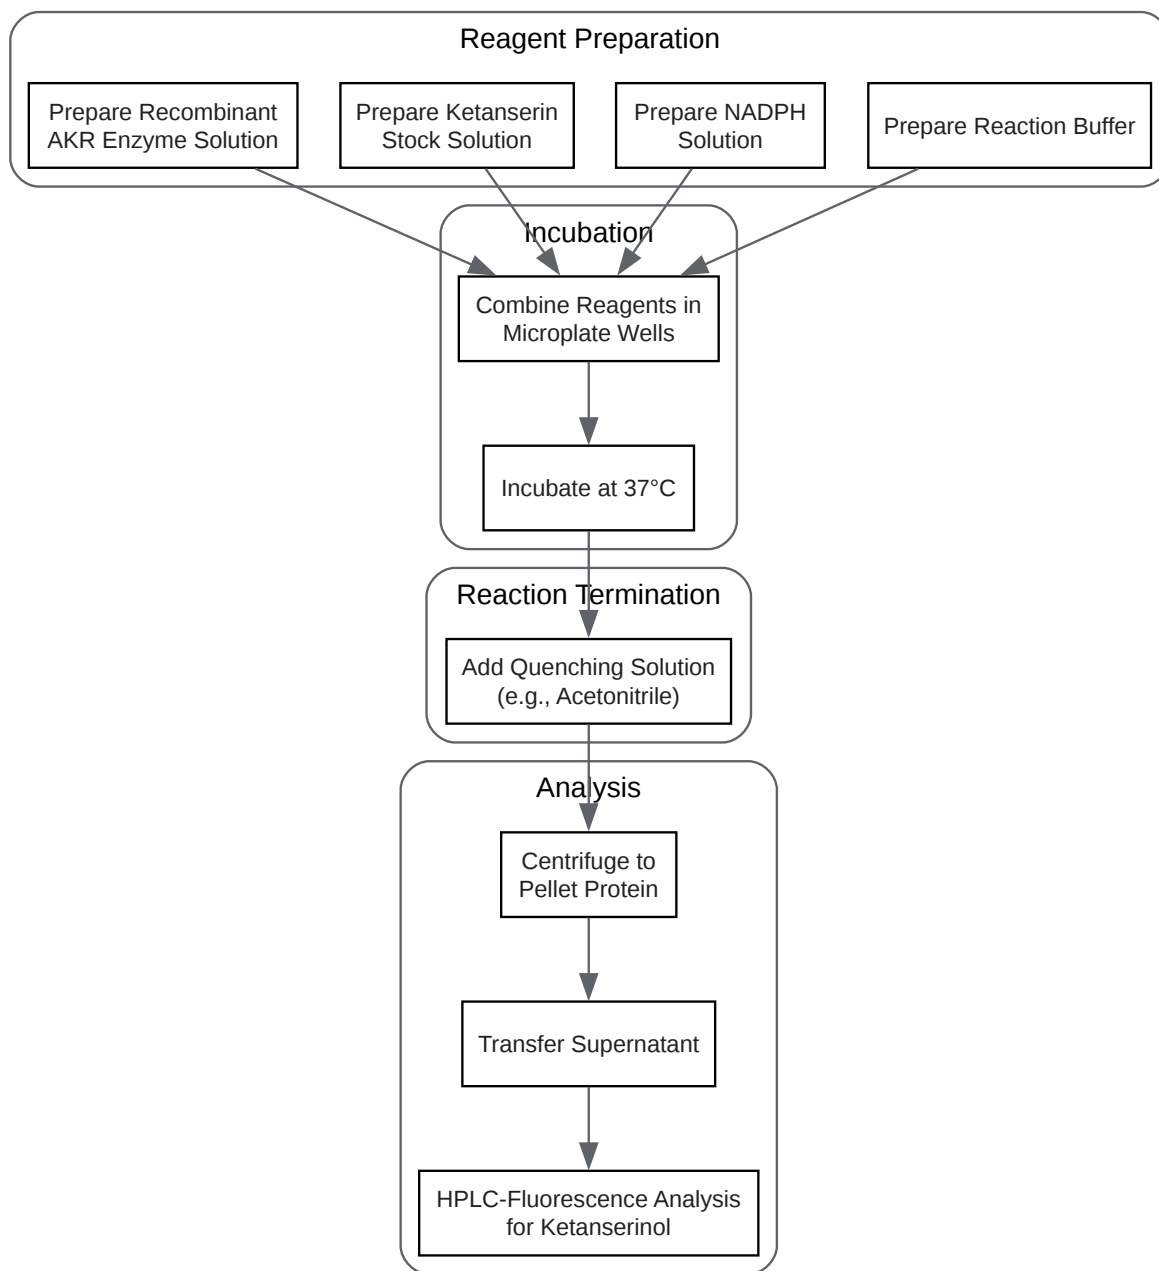 Reagent Preparation
Prepare Recombinant
AKR Enzyme Solution
Prepare Ketanserin
Stock Solution
Prepare NADPH
Solution
Prepare Reaction Buffer
Incubation
Combine Reagents in
Microplate Wells
Incubate at 37°C
Reaction Termination
Add Quenching Solution
(e.g., Acetonitrile)
Analysis
Centrifuge to
Pellet Protein
Transfer Supernatant
HPLC-Fluorescence Analysis
for Ketanserinol